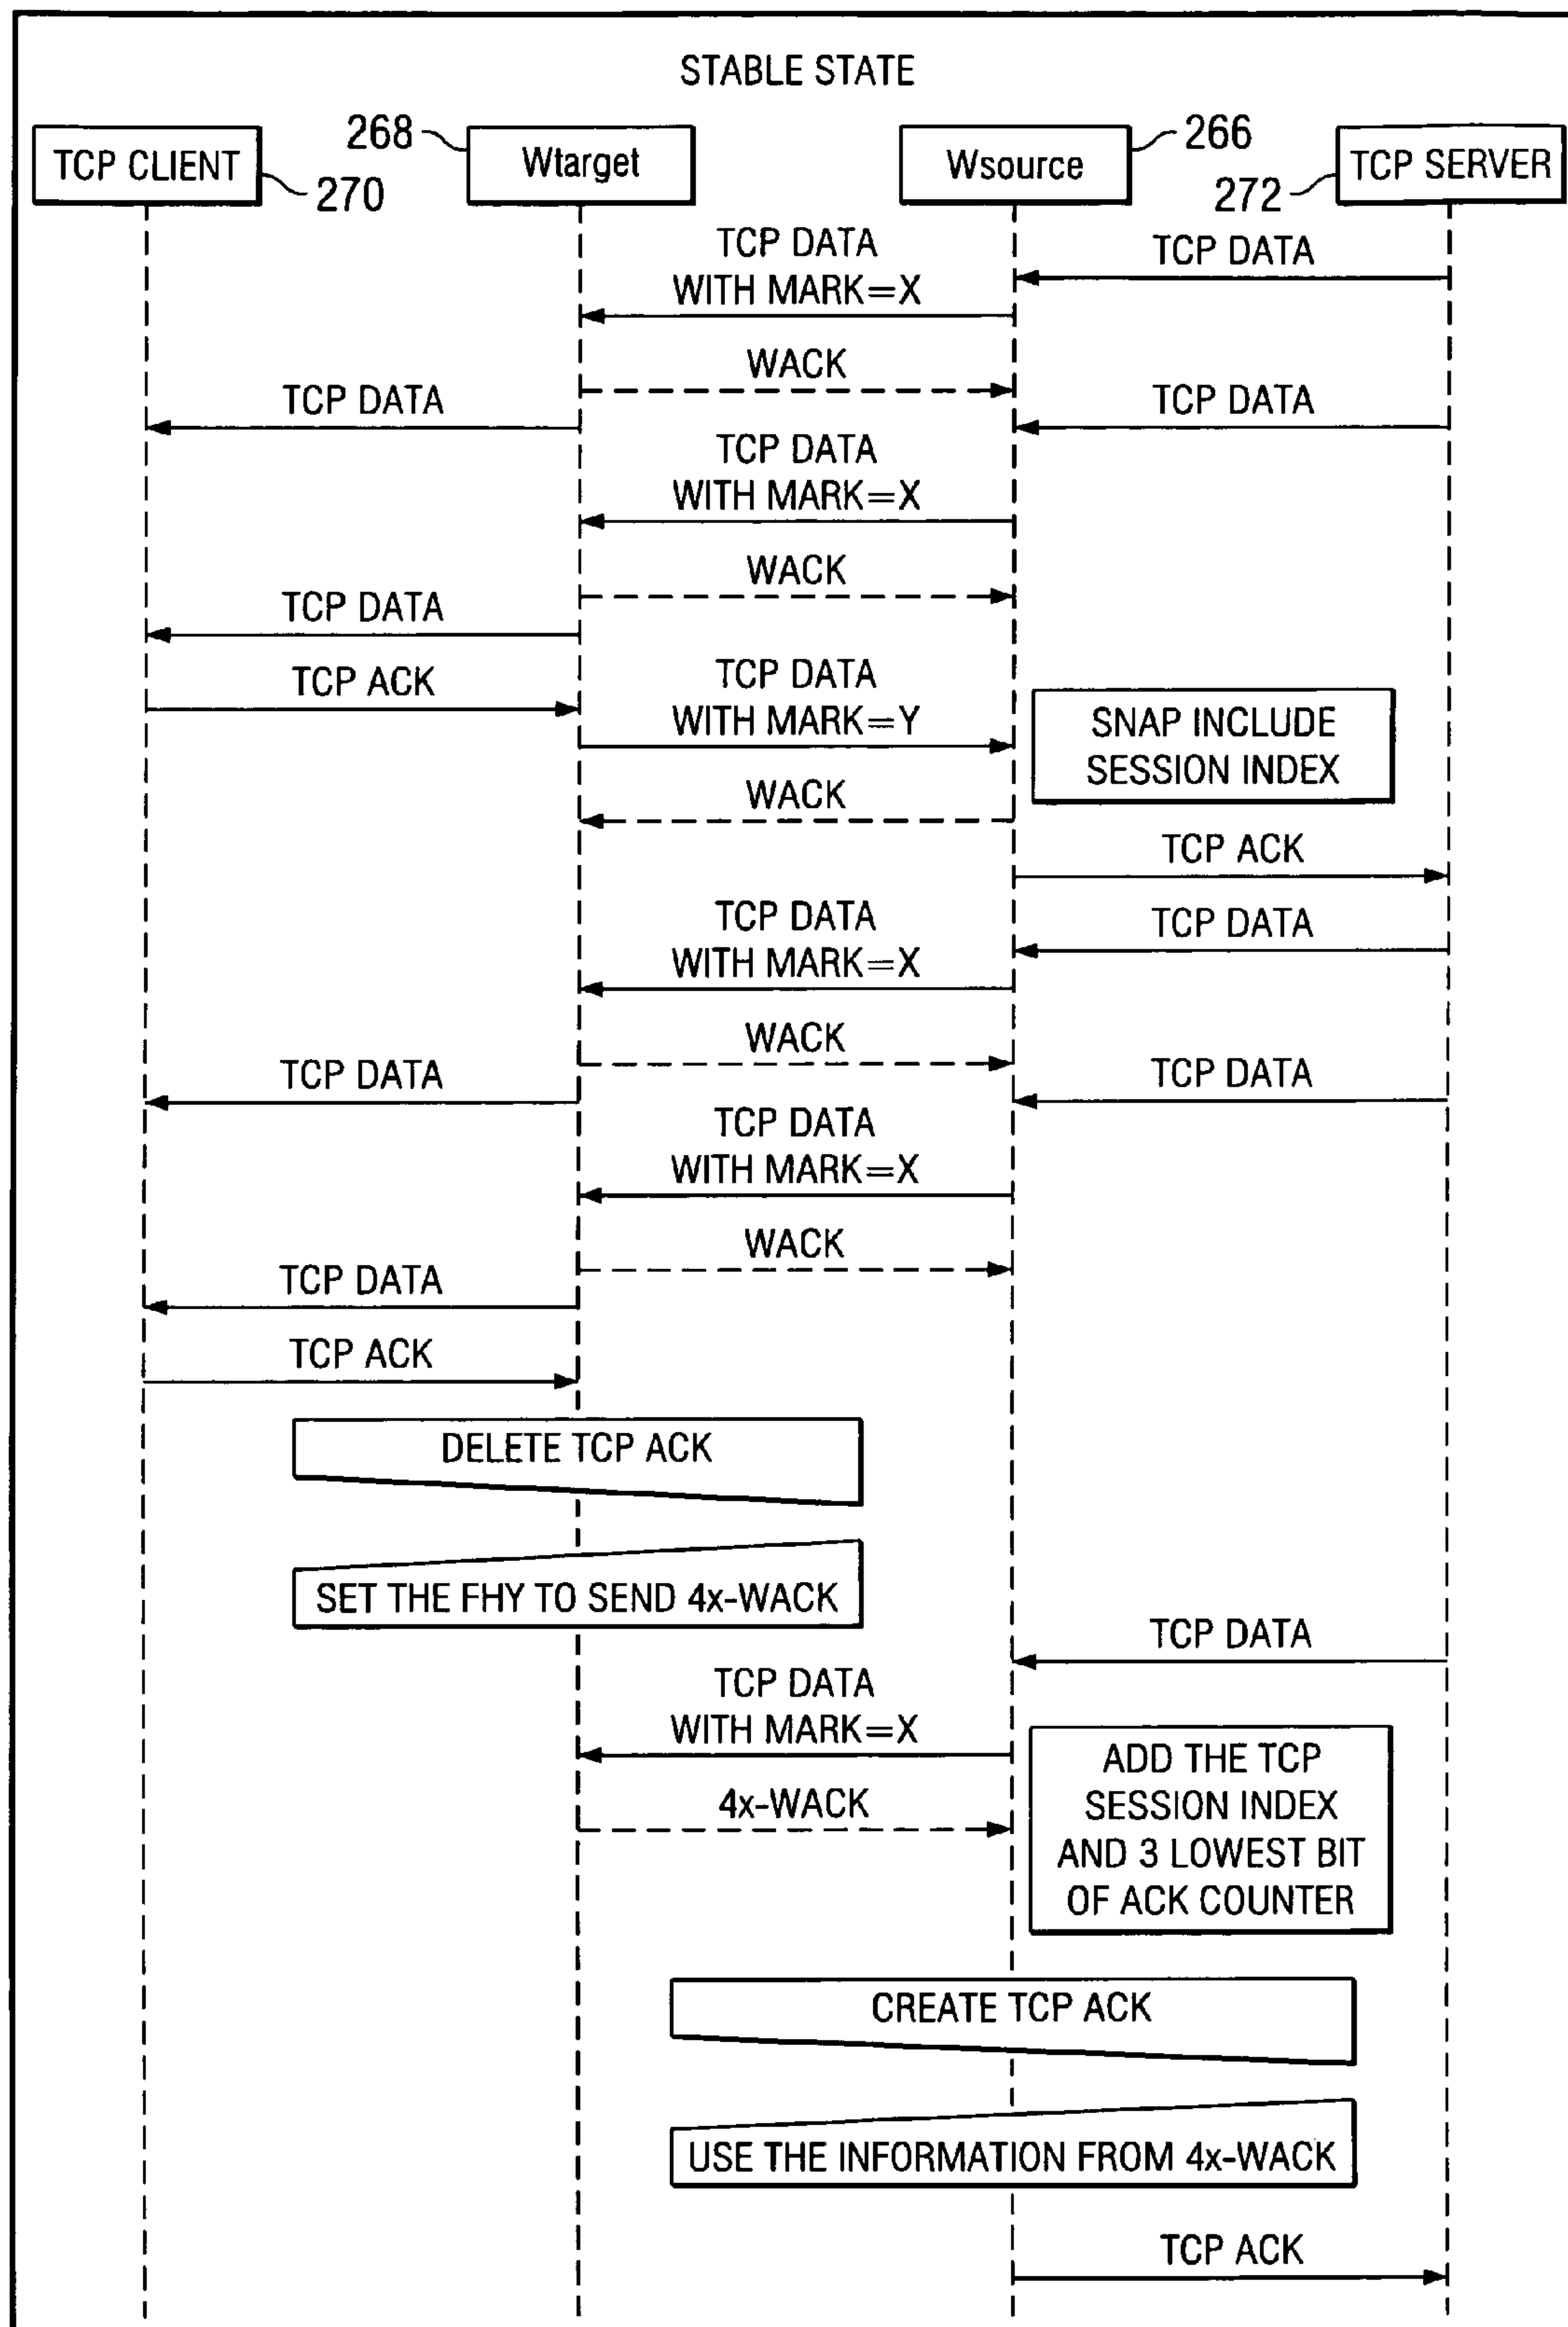 STABLE STATE
TCP CLIENT
270
268
Wtarget
Wsource
266
272
TCP SERVER
TCP DATA
TCP DATA
WITH MARK=X
WACK
TCP DATA
TCP DATA
TCP DATA
WITH MARK=X
WACK
TCP DATA
TCP ACK
TCP DATA
WITH MARK=Y
SNAP INCLUDE
SESSION INDEX
WACK
TCP ACK
TCP DATA
TCP DATA
WITH MARK=X
WACK
TCP DATA
TCP DATA
TCP DATA
WITH MARK=X
WACK
TCP DATA
TCP ACK
DELETE TCP ACK
SET THE FHY TO SEND 4x-WACK
TCP DATA
TCP DATA
WITH MARK=X
4x-WACK
ADD THE TCP
SESSION INDEX
AND 3 LOWEST BIT
OF ACK COUNTER
CREATE TCP ACK
USE THE INFORMATION FROM 4x-WACK
TCP ACK